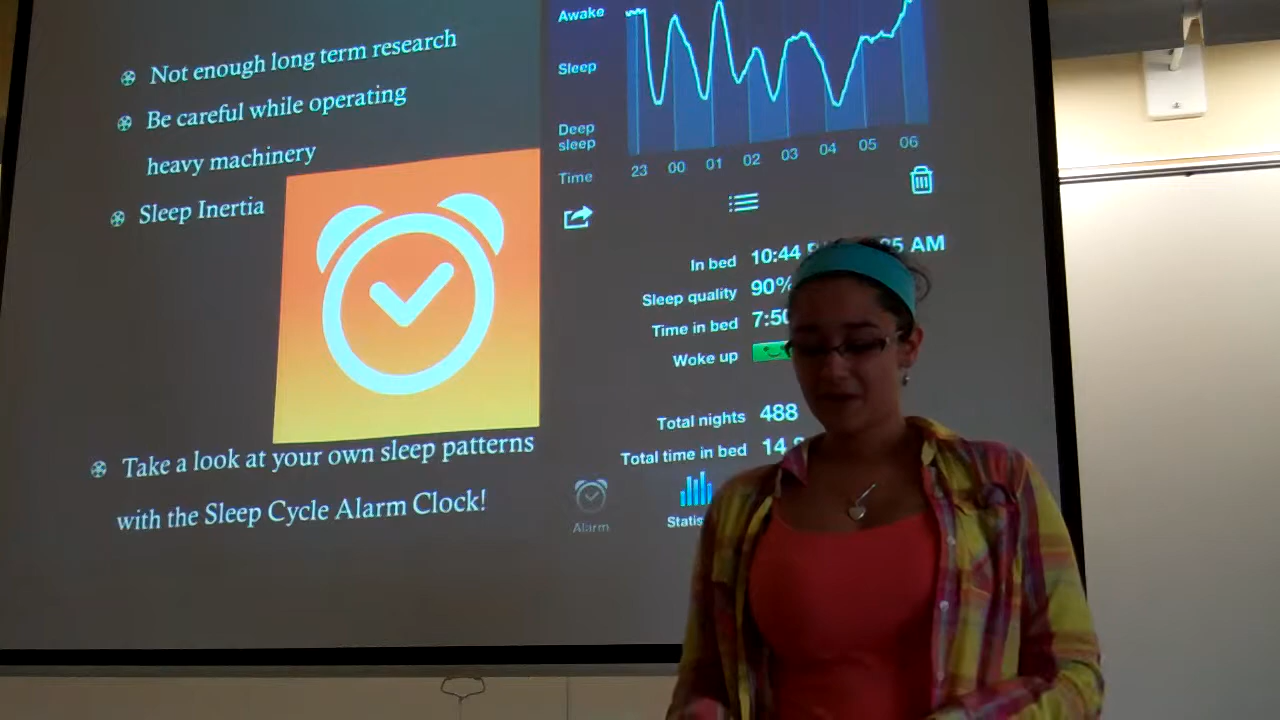 Not enough long term research
Be careful while operating
heavy machinery
Sleep Inertia
Take a look at your own sleep patterns
with the Sleep Cycle Alarm Clock!
Awake
Sleep
Deep
sleep
Time
23 00 01 02 03 04 05 06
In bed 10:44 AM
Sleep quality 90%
Time in bed
Woke up
Total nights 488
Total time in bed
Alarm